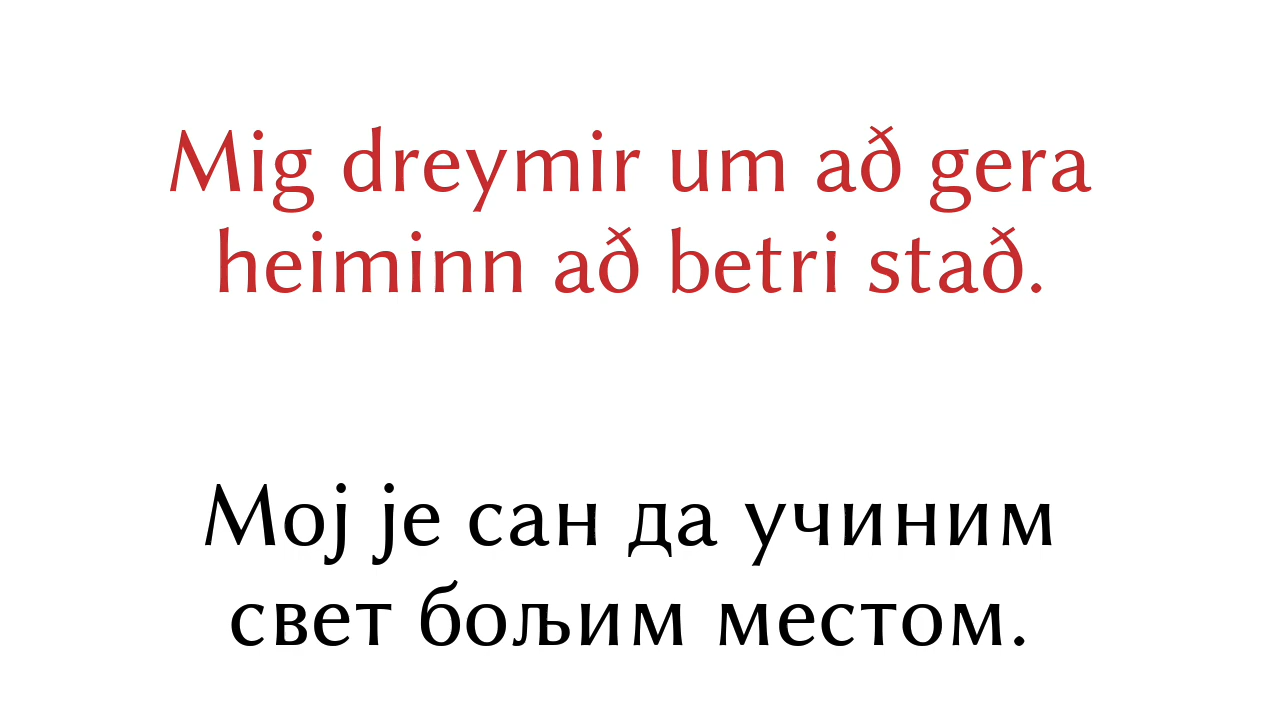 Mig dreymir um að gera
heiminn að betri stað.
Мој је сан да учиним
свет бољим местом.